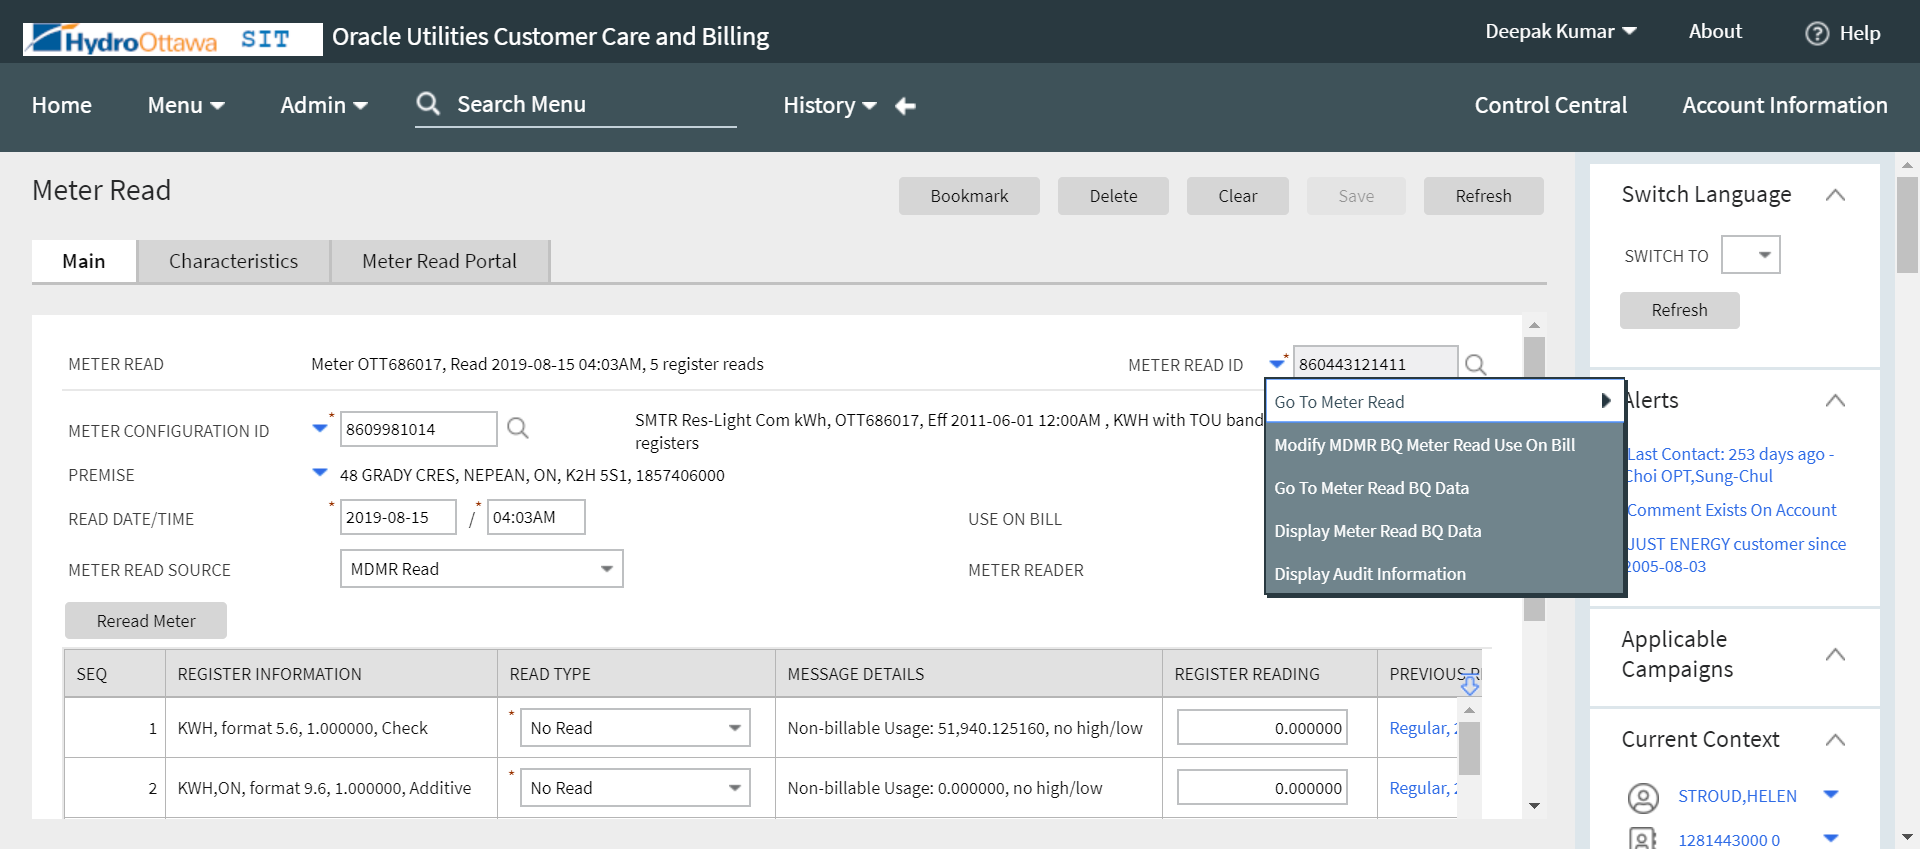 HydroOttawa SIT Oracle Utilities Customer Care and Billing Deepak Kumar About ? Help
Home Menu Admin Search Menu History Control Central Account Information
Meter Read
Bookmark Delete Clear Save Refresh
Main Characteristics Meter Read Portal
METER READ Meter OTT686017, Read 2019-08-15 04:03AM, 5 register reads METER READ ID * 860443121411
METER CONFIGURATION ID * 8609981014 SMTR Res-Light Com kWh, OTT686017, Eff 2011-06-01 12:00AM , KWH with TOU band
registers
PREMISE 48 GRADY CRES, NEPEAN, ON, K2H 5S1, 1857406000
READ DATE/TIME * 2019-08-15 / * 04:03AM USE ON BILL
METER READ SOURCE MDMR Read METER READER
Reread Meter
Go To Meter Read
Modify MDMR BQ Meter Read Use On Bill
Go To Meter Read BQ Data
Display Meter Read BQ Data
Display Audit Information
SEQ REGISTER INFORMATION READ TYPE MESSAGE DETAILS REGISTER READING PREVIOUS
1 KWH, format 5.6, 1.000000, Check * No Read Non-billable Usage: 51,940.125160, no high/low 0.000000 Regular,
2 KWH,ON, format 9.6, 1.000000, Additive * No Read Non-billable Usage: 0.000000, no high/low 0.000000 Regular,
Switch Language
SWITCH TO
Refresh
Alerts
Last Contact: 253 days ago -
Choi OPT,Sung-Chul
Comment Exists On Account
JUST ENERGY customer since
2005-08-03
Applicable
Campaigns
Current Context
STROUD,HELEN
1281443000 0